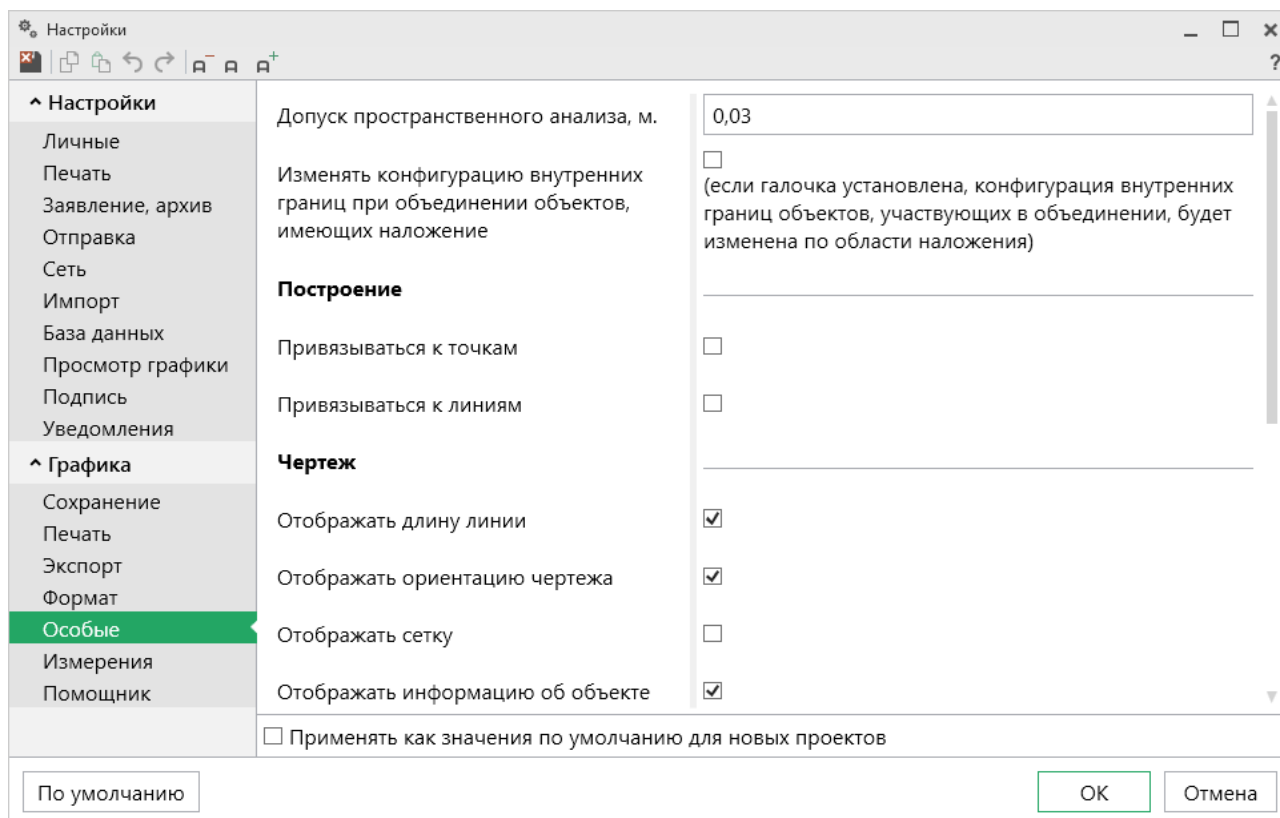 Настройки
?
^ Настройки
Личные
Печать
Заявление, архив
Отправка
Сеть
Импорт
База данных
Просмотр графики
Подпись
Уведомления
^ Графика
Сохранение
Печать
Экспорт
Формат
Особые
Измерения
Помощник
Допуск пространственного анализа, м.
0,03
Изменять конфигурацию внутренних
границ при объединении объектов,
имеющих наложение
(если галочка установлена, конфигурация внутренних
границ объектов, участвующих в объединении, будет
изменена по области наложения)
Построение
Привязываться к точкам
Привязываться к линиям
Чертеж
Отображать длину линии
Отображать ориентацию чертежа
Отображать сетку
Отображать информацию об объекте
Применять как значения по умолчанию для новых проектов
По умолчанию
ОК
Отмена